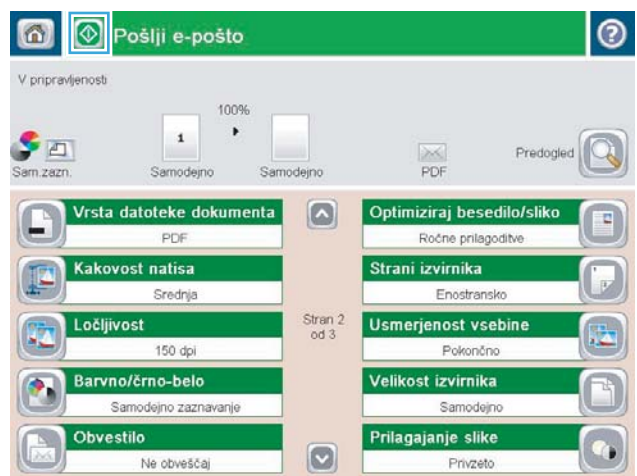 Pošlji e-pošto
V pripravljenosti
100%
1
Sam.zazn.
Samodejno
Samodejno
PDF
Predogled
Vrsta datoteke dokumenta
PDF
Kakovost natisa
Srednja
Ločljivost
150 dpi
Barvno/črno-belo
Samodejno zaznavanje
Obvestilo
Ne obveščaj
Stran 2
od 3
Optimiziraj besedilo/sliko
Ročne prilagoditve
Strani izvirnika
Enostransko
Usmerjenost vsebine
Pokončno
Velikost izvirnika
Samodejno
Prilagajanje slike
Privzeto